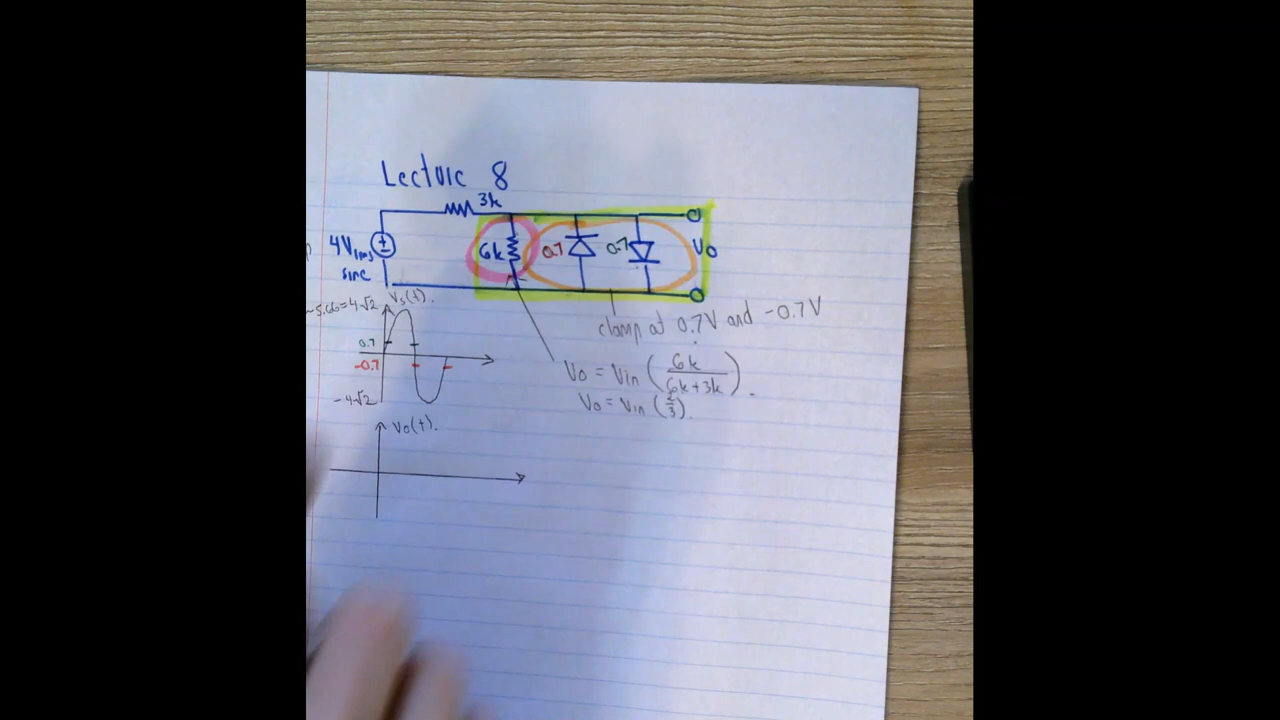 Lecture 8
3k
4Vrms
sine
6k
0.7
0.7
Vo
~5.66=4√2
Vs(t).
0.7
-0.7
-4√2
clamp at 0.7V and -0.7V
Vo = Vin (6k / 6k+3k).
Vo = Vin (2/3).
Vo(t).